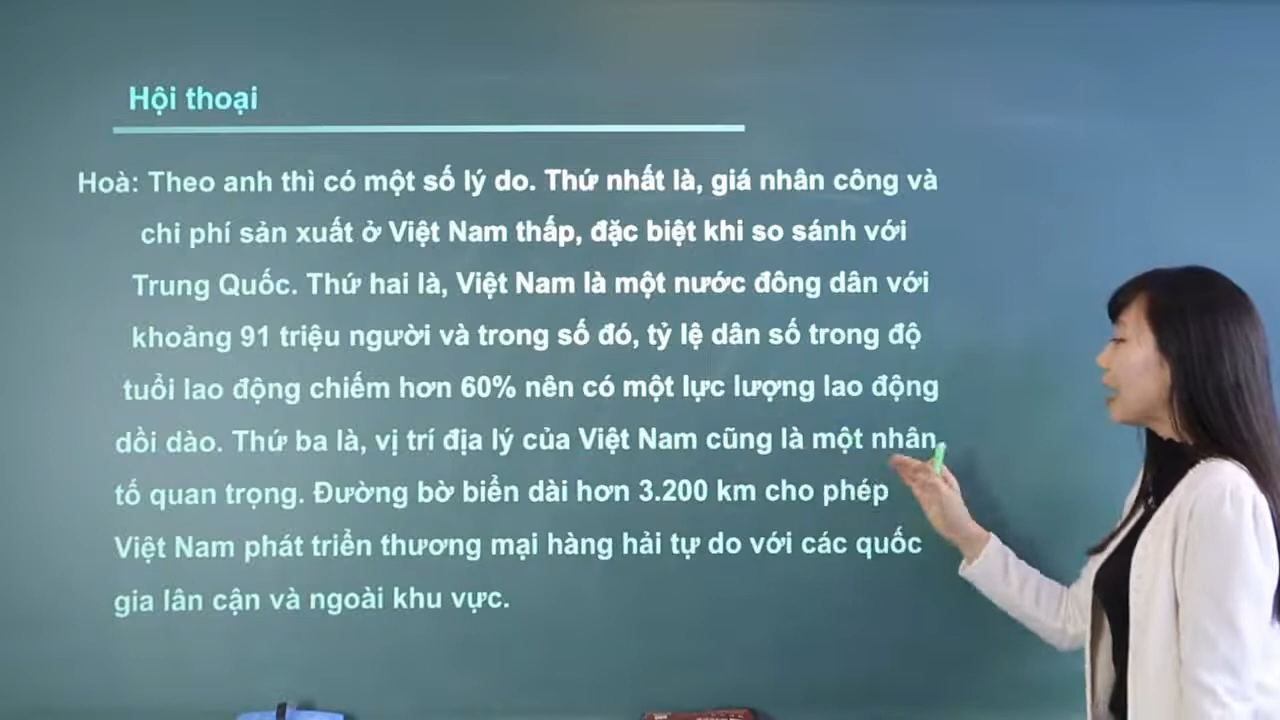 Hội thoại
Hoà: Theo anh thì có một số lý do. Thứ nhất là, giá nhân công và
chi phí sản xuất ở Việt Nam thấp, đặc biệt khi so sánh với
Trung Quốc. Thứ hai là, Việt Nam là một nước đông dân với
khoảng 91 triệu người và trong số đó, tỷ lệ dân số trong độ
tuổi lao động chiếm hơn 60% nên có một lực lượng lao động
dồi dào. Thứ ba là, vị trí địa lý của Việt Nam cũng là một nhân
tố quan trọng. Đường bờ biển dài hơn 3.200 km cho phép
Việt Nam phát triển thương mại hàng hải tự do với các quốc
gia lân cận và ngoài khu vực.